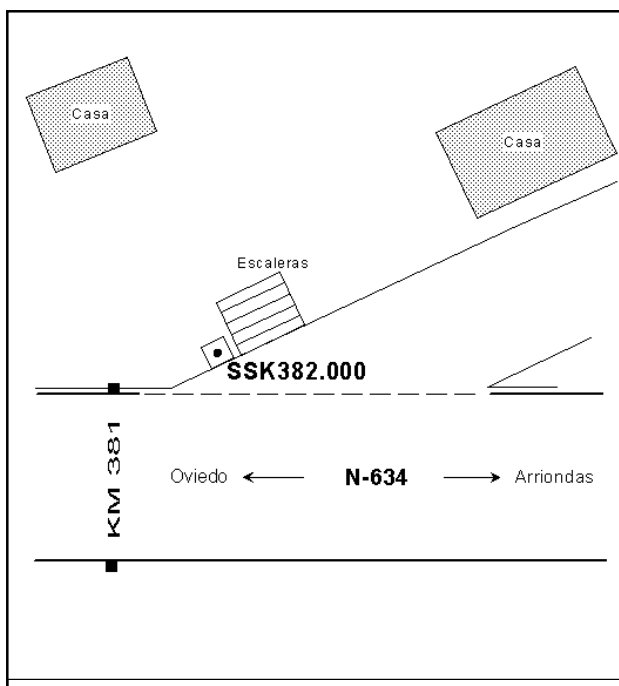 Casa
Casa
Escaleras
SSK382.000
KM 381
Oviedo N-634 Arriondas